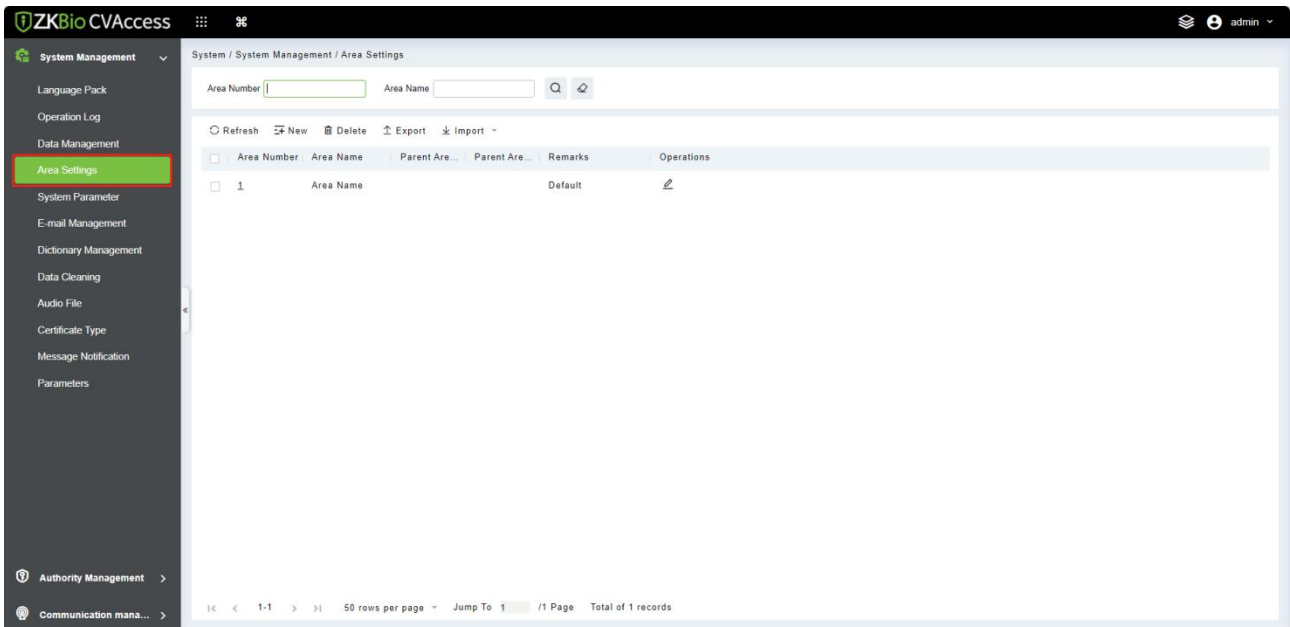 ZKBio CVAccess
admin
System Management
Language Pack
Operation Log
Data Management
Area Settings
System Parameter
E-mail Management
Dictionary Management
Data Cleaning
Audio File
Certificate Type
Message Notification
Parameters
Authority Management
Communication mana...
System / System Management / Area Settings
Area Number Area Name
Refresh New Delete Export Import
Area Number Area Name Parent Are... Parent Are... Remarks Operations
1 Area Name Default
1-1 50 rows per page Jump To 1 /1 Page Total of 1 records